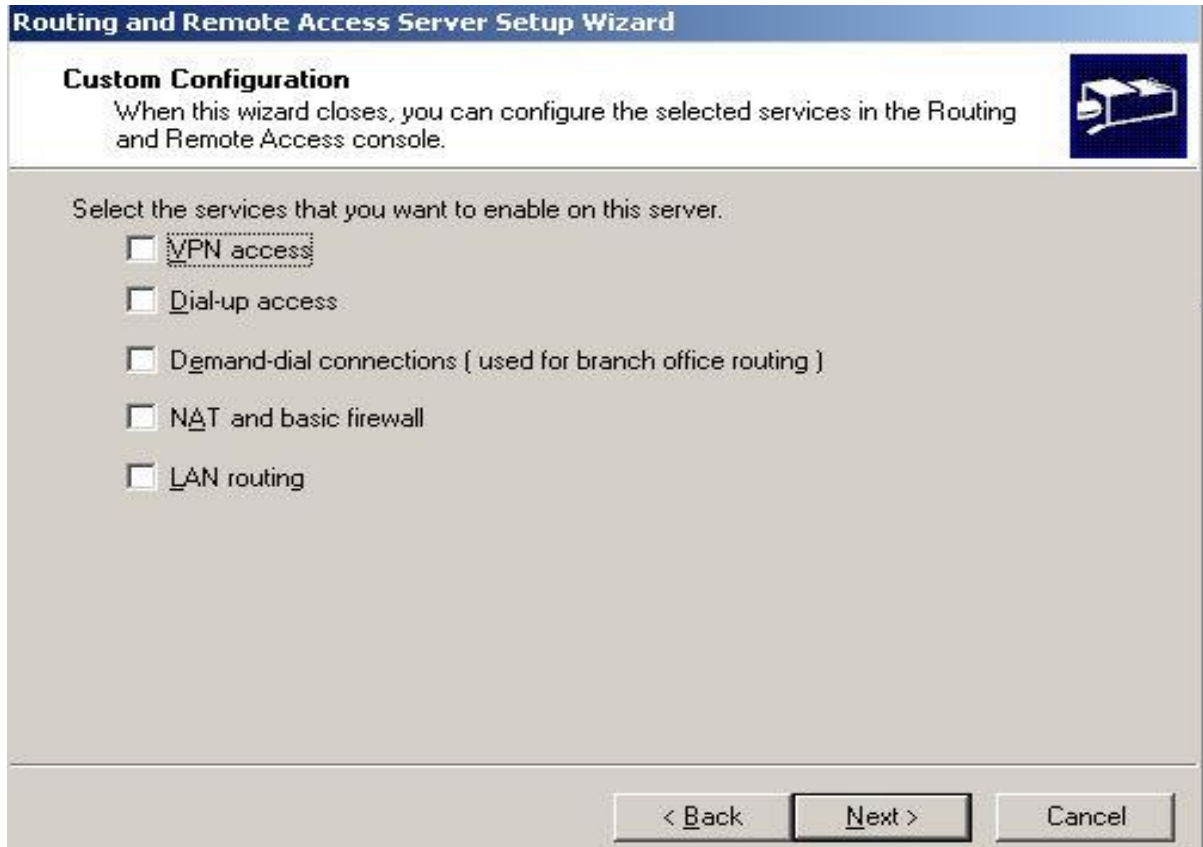 Routing and Remote Access Server Setup Wizard
Custom Configuration
When this wizard closes, you can configure the selected services in the Routing
and Remote Access console.
Select the services that you want to enable on this server.
VPN access
Dial-up access
Demand-dial connections ( used for branch office routing )
NAT and basic firewall
LAN routing
< Back Next > Cancel